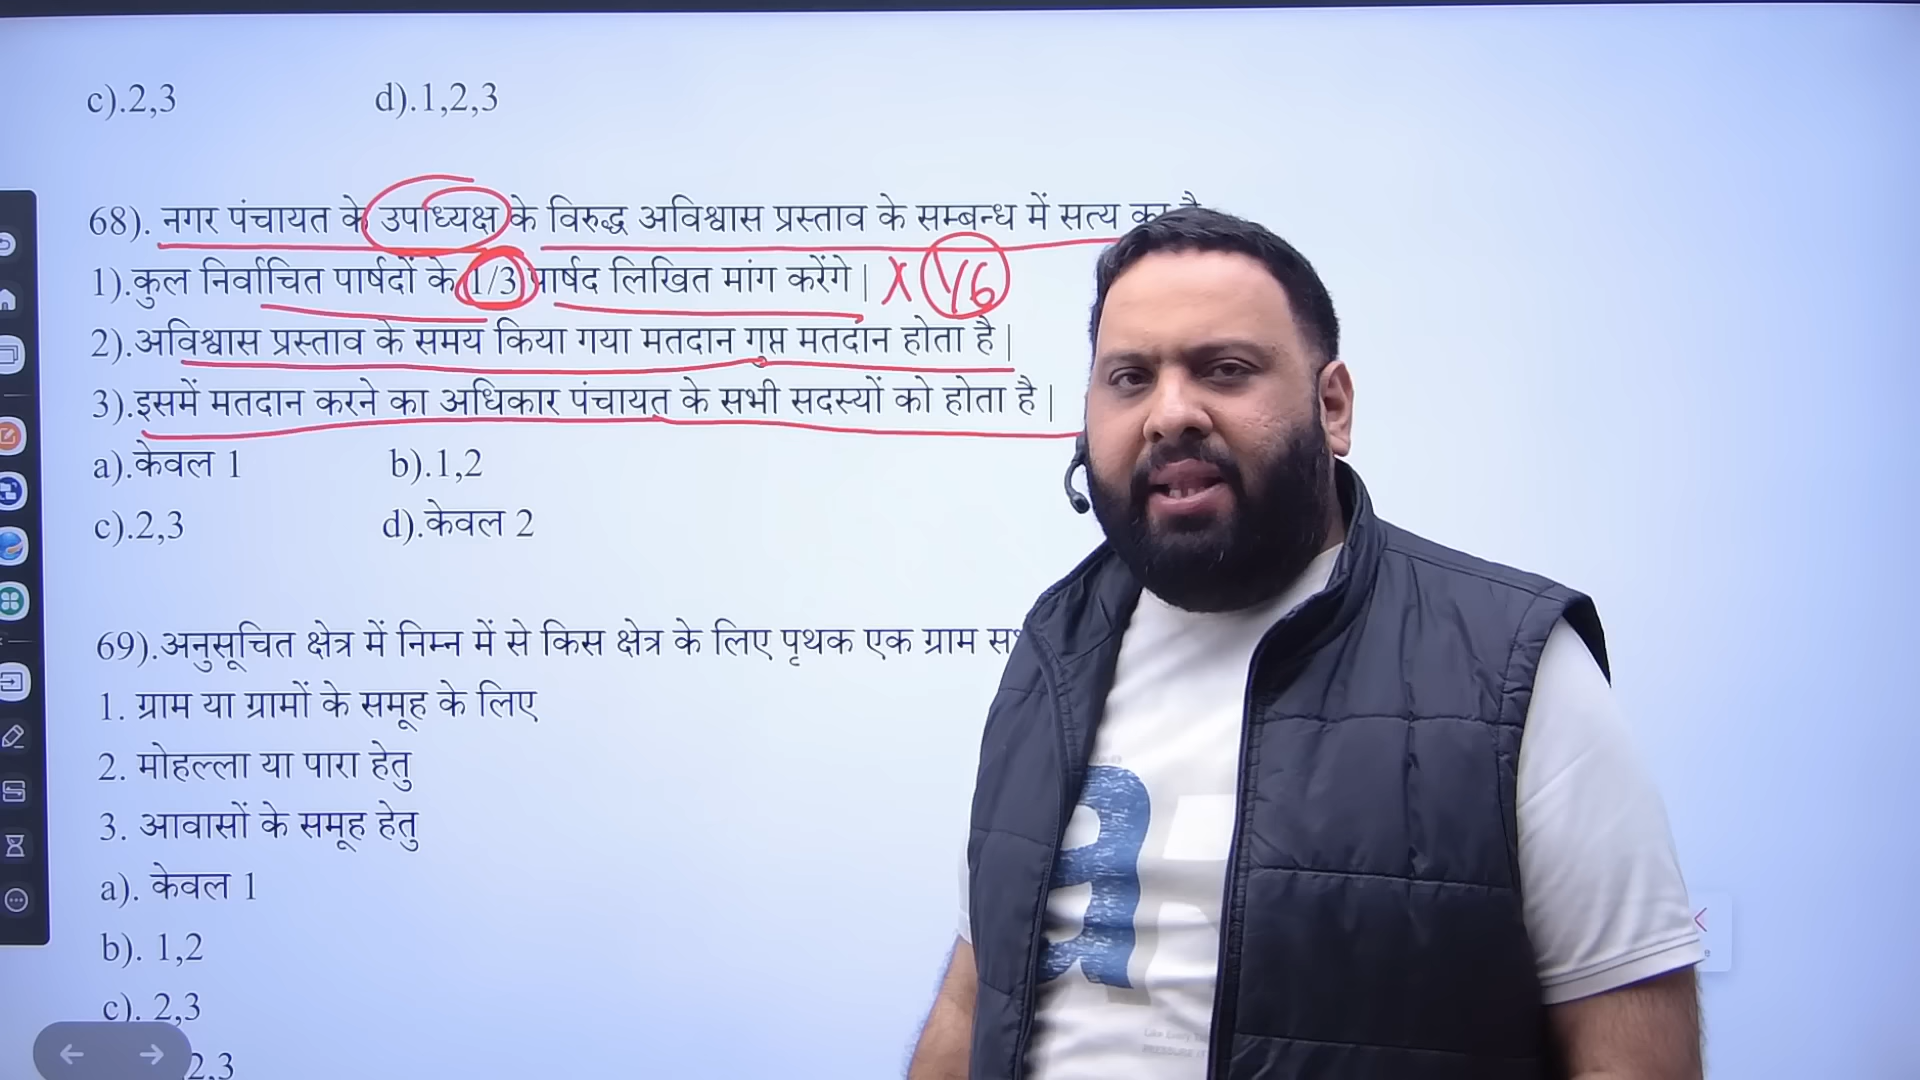 c).2,3 d).1,2,3
68). नगर पंचायत के उपाध्यक्ष के विरुद्ध अविश्वास प्रस्ताव के सम्बन्ध में सत्य
1).कुल निर्वाचित पार्षदों के 1/3 पार्षद लिखित मांग करेंगे | X 1/6
2).अविश्वास प्रस्ताव के समय किया गया मतदान गुप्त मतदान होता है |
3).इसमें मतदान करने का अधिकार पंचायत के सभी सदस्यों को होता है |
a).केवल 1 b).1,2
c).2,3 d).केवल 2
69).अनुसूचित क्षेत्र में निम्न में से किस क्षेत्र के लिए पृथक एक ग्राम
1. ग्राम या ग्रामों के समूह के लिए
2. मोहल्ला या पारा हेतु
3. आवासों के समूह हेतु
a). केवल 1
b). 1,2
c). 2,3
2,3